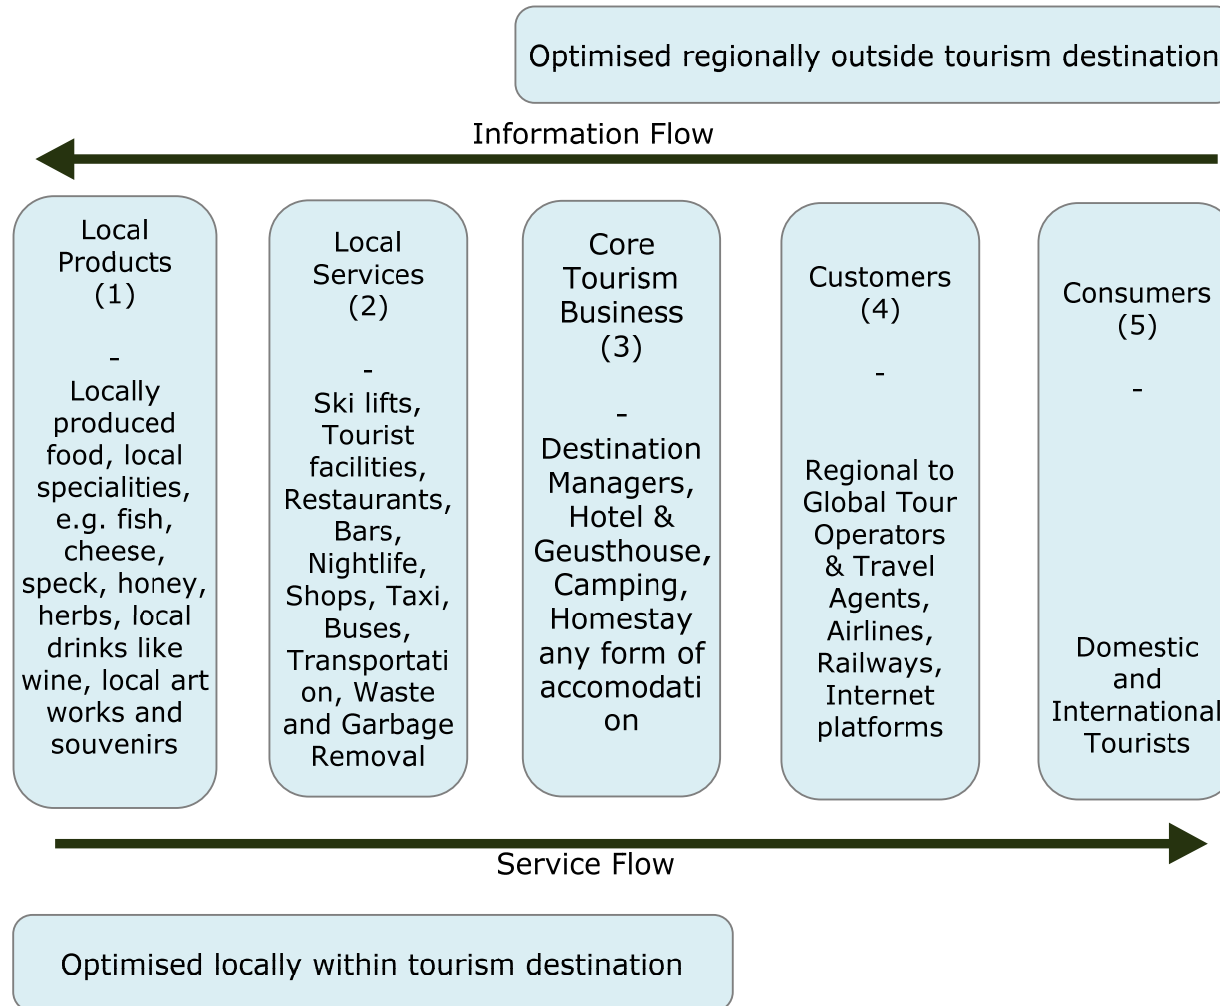 Optimised regionally outside tourism destination
Information Flow
Local
Products
(1)
-
Locally
produced
food, local
specialities,
e.g. fish,
cheese,
speck, honey,
herbs, local
drinks like
wine, local art
works and
souvenirs
Local
Services
(2)
-
Ski lifts,
Tourist
facilities,
Restaurants,
Bars,
Nightlife,
Shops, Taxi,
Buses,
Transportati
on, Waste
and Garbage
Removal
Core
Tourism
Business
(3)
-
Destination
Managers,
Hotel &
Geusthouse,
Camping,
Homestay
any form of
accomodati
on
Customers
(4)
-
Regional to
Global Tour
Operators
& Travel
Agents,
Airlines,
Railways,
Internet
platforms
Consumers
(5)
-
Domestic
and
International
Tourists
Service Flow
Optimised locally within tourism destination